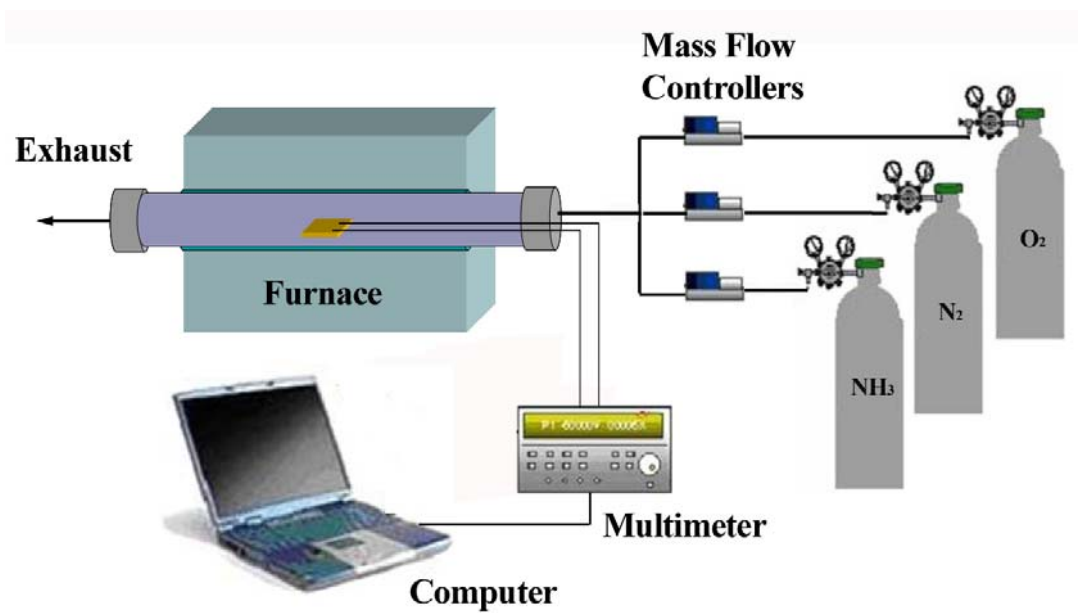 Mass Flow
Controllers
Exhaust
O₂
Furnace
N₂
NH₃
Multimeter
Computer